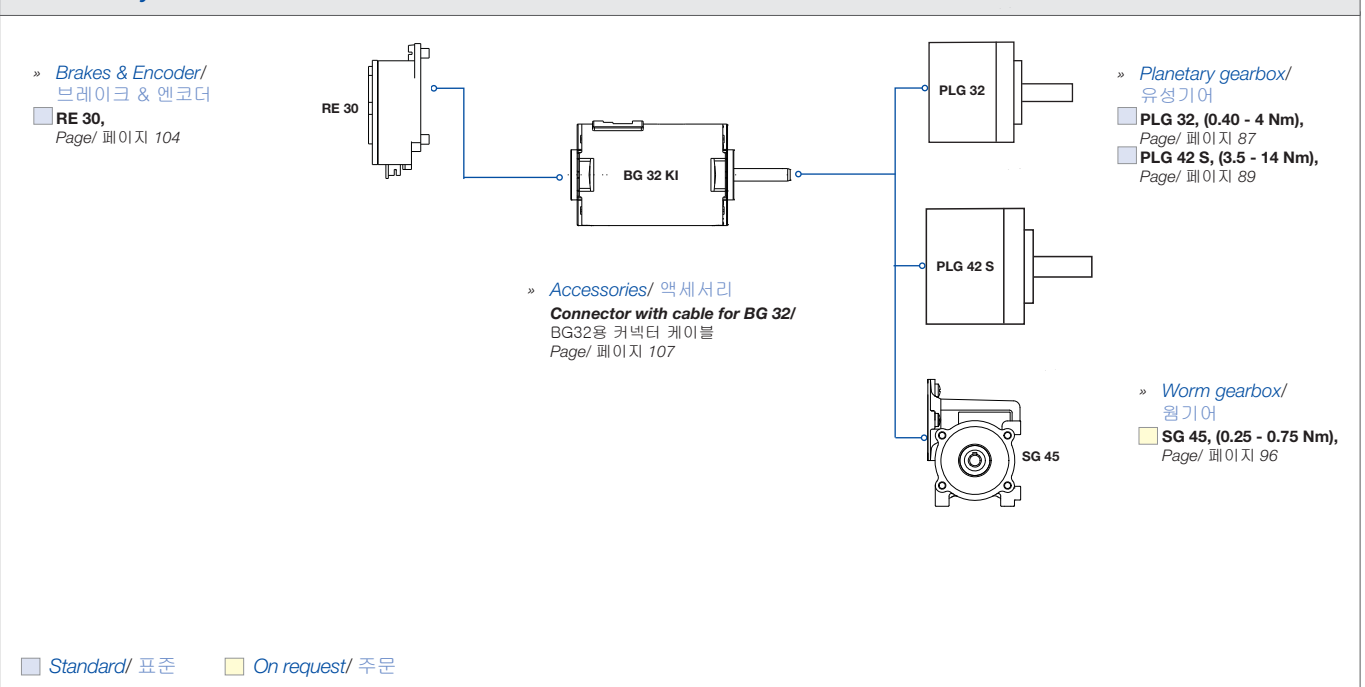 » Brakes & Encoder/
브레이크 & 엔코더
RE 30,
Page/ 페이지 104
RE 30
BG 32 KI
» Accessories/ 액세서리
Connector with cable for BG 32/
BG32용 커넥터 케이블
Page/ 페이지 107
PLG 32
PLG 42 S
SG 45
» Planetary gearbox/
유성기어
PLG 32, (0.40 - 4 Nm),
Page/ 페이지 87
PLG 42 S, (3.5 - 14 Nm),
Page/ 페이지 89
» Worm gearbox/
웜기어
SG 45, (0.25 - 0.75 Nm),
Page/ 페이지 96
Standard/ 표준
On request/ 주문